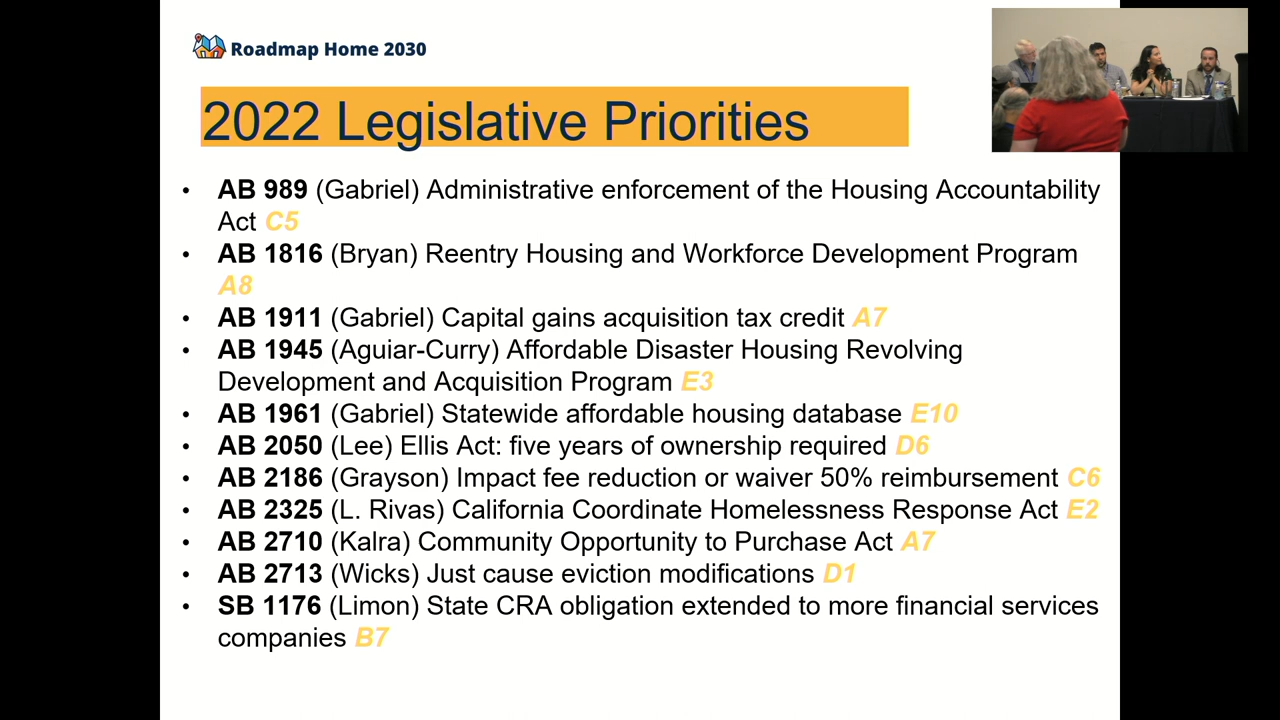 Roadmap Home 2030
2022 Legislative Priorities
• AB 989 (Gabriel) Administrative enforcement of the Housing Accountability
Act C5
• AB 1816 (Bryan) Reentry Housing and Workforce Development Program
A8
• AB 1911 (Gabriel) Capital gains acquisition tax credit A7
• AB 1945 (Aguiar-Curry) Affordable Disaster Housing Revolving
Development and Acquisition Program E3
• AB 1961 (Gabriel) Statewide affordable housing database E10
• AB 2050 (Lee) Ellis Act: five years of ownership required D6
• AB 2186 (Grayson) Impact fee reduction or waiver 50% reimbursement C6
• AB 2325 (L. Rivas) California Coordinate Homelessness Response Act E2
• AB 2710 (Kalra) Community Opportunity to Purchase Act A7
• AB 2713 (Wicks) Just cause eviction modifications D1
• SB 1176 (Limon) State CRA obligation extended to more financial services
companies B7